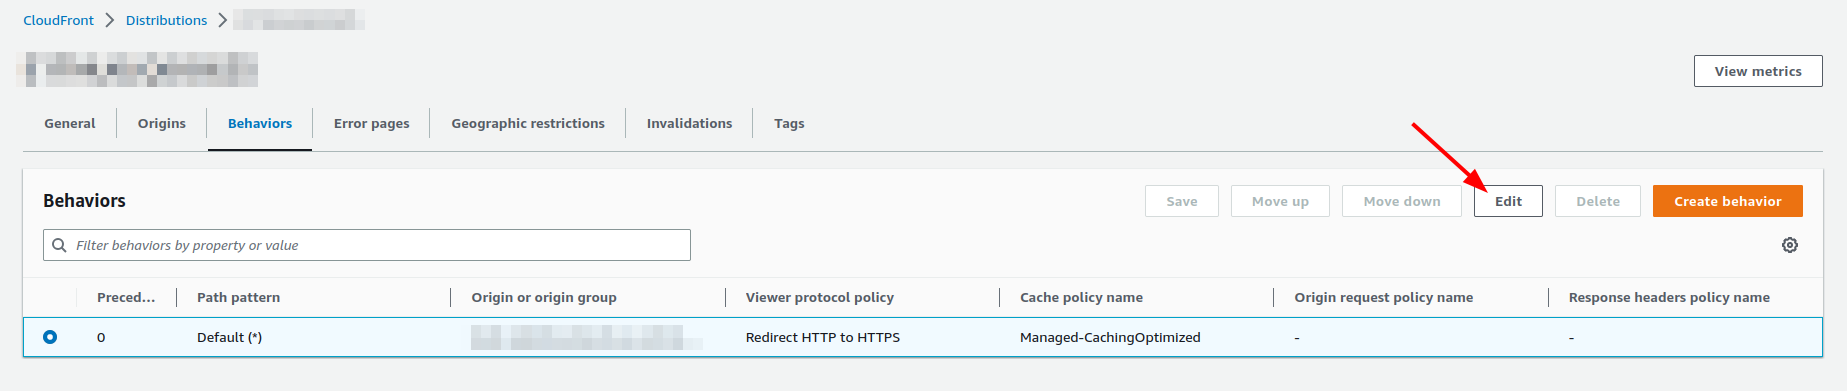 CloudFront > Distributions >
View metrics
General Origins Behaviors Error pages Geographic restrictions Invalidations Tags
Behaviors Save Move up Move down Edit Delete Create behavior
Filter behaviors by property or value
Preced... Path pattern Origin or origin group Viewer protocol policy Cache policy name Origin request policy name Response headers policy name
0 Default (*) Redirect HTTP to HTTPS Managed-CachingOptimized - -